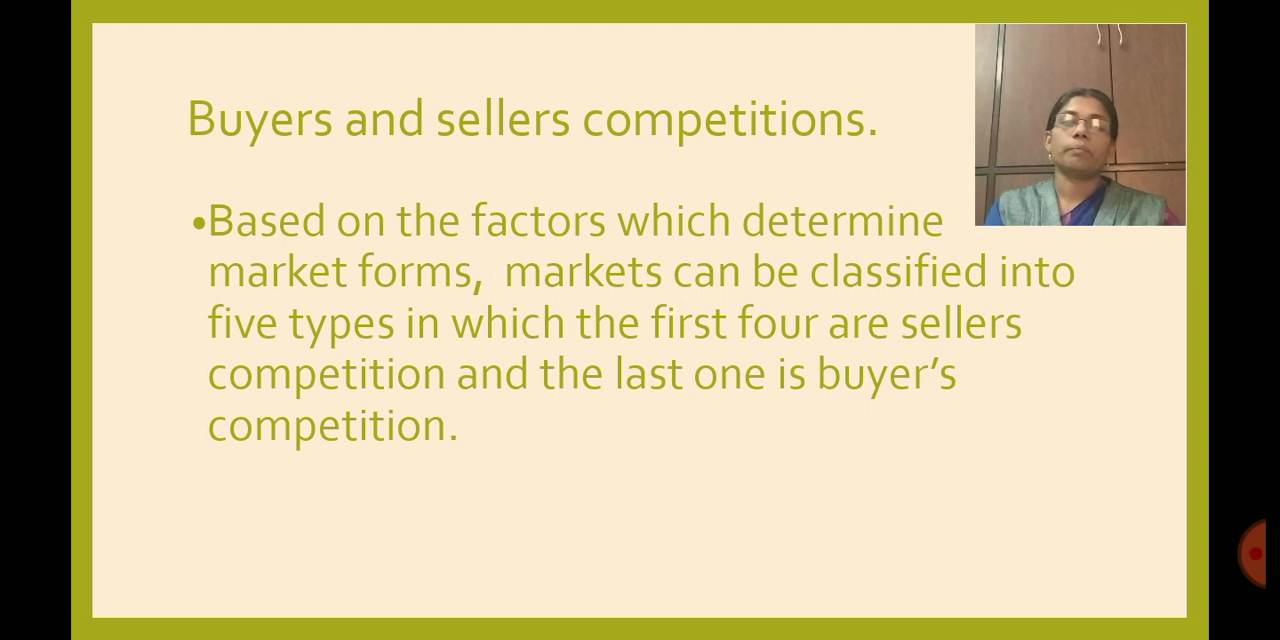 Buyers and sellers competitions.
•Based on the factors which determine
market forms,  markets can be classified into
five types in which the first four are sellers
competition and the last one is buyer’s
competition.